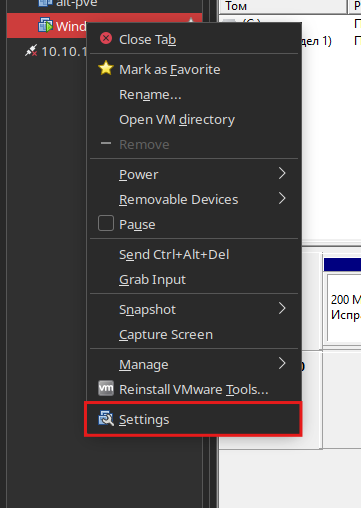 alt-pve
Том
Wind
Close Tab
10.10.1
дел 1)
Mark as Favorite
Rename...
Open VM directory
Remove
Power
Removable Devices
Pause
Send Ctrl+Alt+Del
Grab Input
Snapshot
200 М
Испра
Capture Screen
Manage
vm Reinstall VMware Tools...
Settings